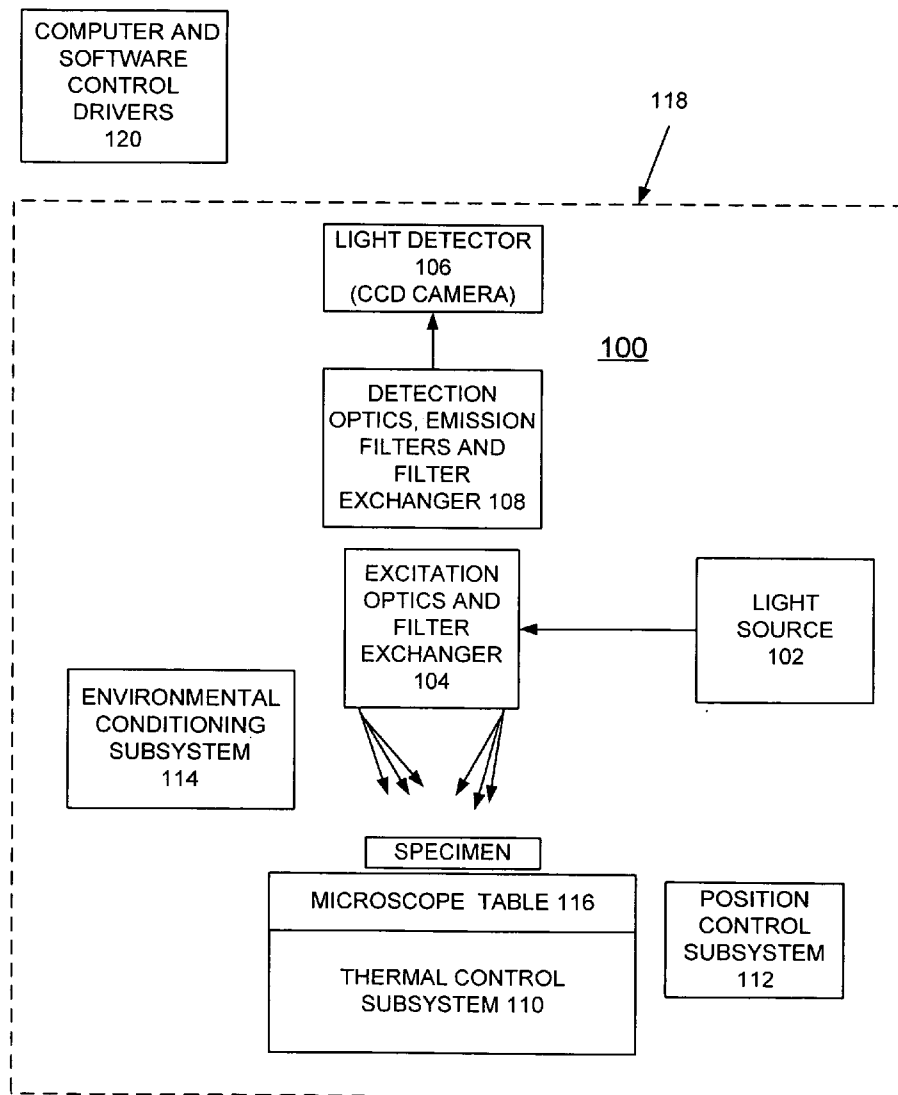 COMPUTER AND
SOFTWARE
CONTROL
DRIVERS
120
118
LIGHT DETECTOR
106
(CCD CAMERA)
100
DETECTION
OPTICS, EMISSION
FILTERS AND
FILTER
EXCHANGER 108
EXCITATION
OPTICS AND
FILTER
EXCHANGER
104
LIGHT
SOURCE
102
ENVIRONMENTAL
CONDITIONING
SUBSYSTEM
114
SPECIMEN
MICROSCOPE TABLE 116
POSITION
CONTROL
SUBSYSTEM
112
THERMAL CONTROL
SUBSYSTEM 110